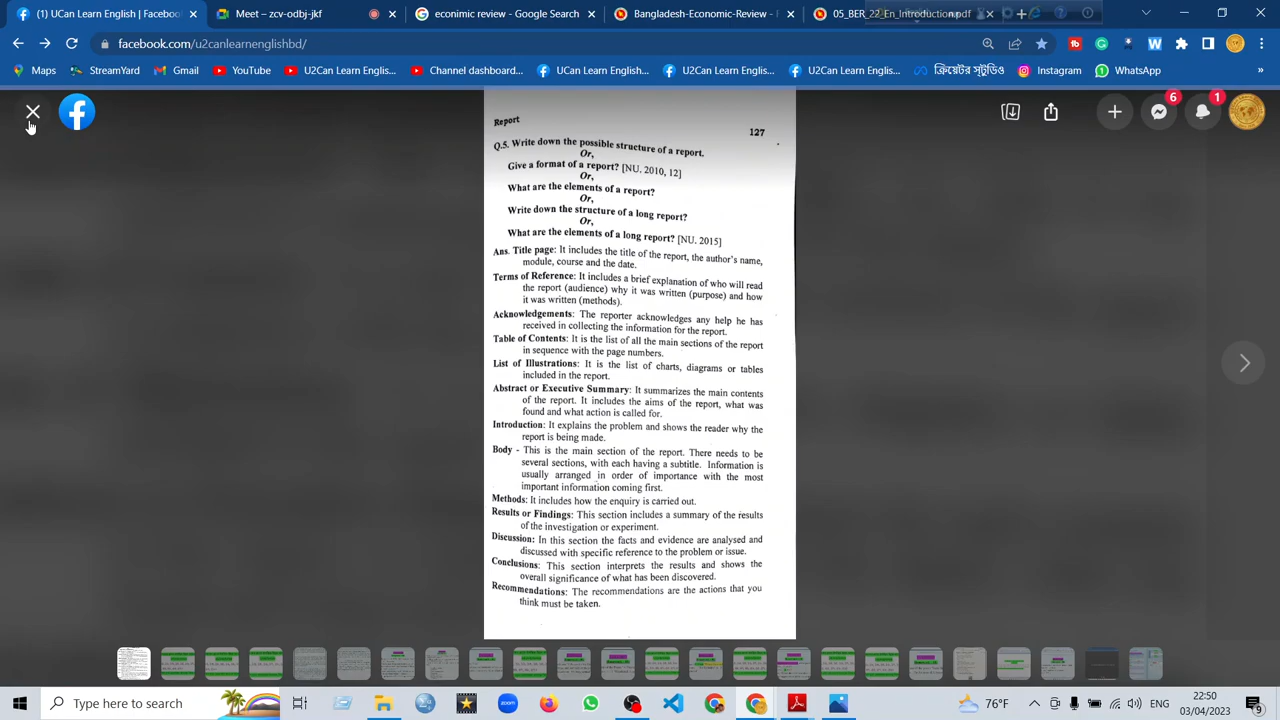 (20+) Facebook
Meet – zcv-odbj-jkf
economic review - Google Search
05_BER_22_En_Introduction.pdf
facebook.com/u2canlearnenglishbd/
Maps
StreamYard
Gmail
YouTube
U2Can Learn English...
Channel dashboard...
UCan Learn English...
U2Can Learn Englis...
U2Can Learn Englis...
Instagram
WhatsApp
6
1
Report
127
Q.5. Write down the possible structure of a report.
Or,
Give a format of a report? [NU. 2010, 12]
Or,
What are the elements of a report?
Or,
Write down the structure of a long report?
Or,
What are the elements of a long report? [NU. 2015]
Ans. Title page: It includes the title of the report, the author's name,
module, course and the date.
Terms of Reference: It includes a brief explanation of who will read
the report (audience) why it was written (purpose) and how
it was written (methods).
Acknowledgements: The reporter acknowledges any help he has
received in collecting the information for the report.
Table of Contents: It is the list of all the main sections of the report
in sequence with the page numbers.
List of Illustrations: It is the list of charts, diagrams or tables
included in the report.
Abstract or Executive Summary: It summarizes the main contents
of the report. It includes the aims of the report, what was
found and what action is called for.
Introduction: It explains the problem and shows the reader why the
report is being made.
Body - This is the main section of the report. There needs to be
several sections, with each having a subtitle. Information is
usually arranged in order of importance with the most
important information coming first.
Methods: It includes how the enquiry is carried out.
Results or Findings: This section includes a summary of the results
of the investigation or experiment.
Discussion: In this section the facts and evidence are analysed and
discussed with specific reference to the problem or issue.
Conclusions: This section interprets the results and shows the
overall significance of what has been discovered.
Recommendations: The recommendations are the actions that you
think must be taken.
Type here to search
zoom
76°F
ENG
22:50
03/04/2023
9